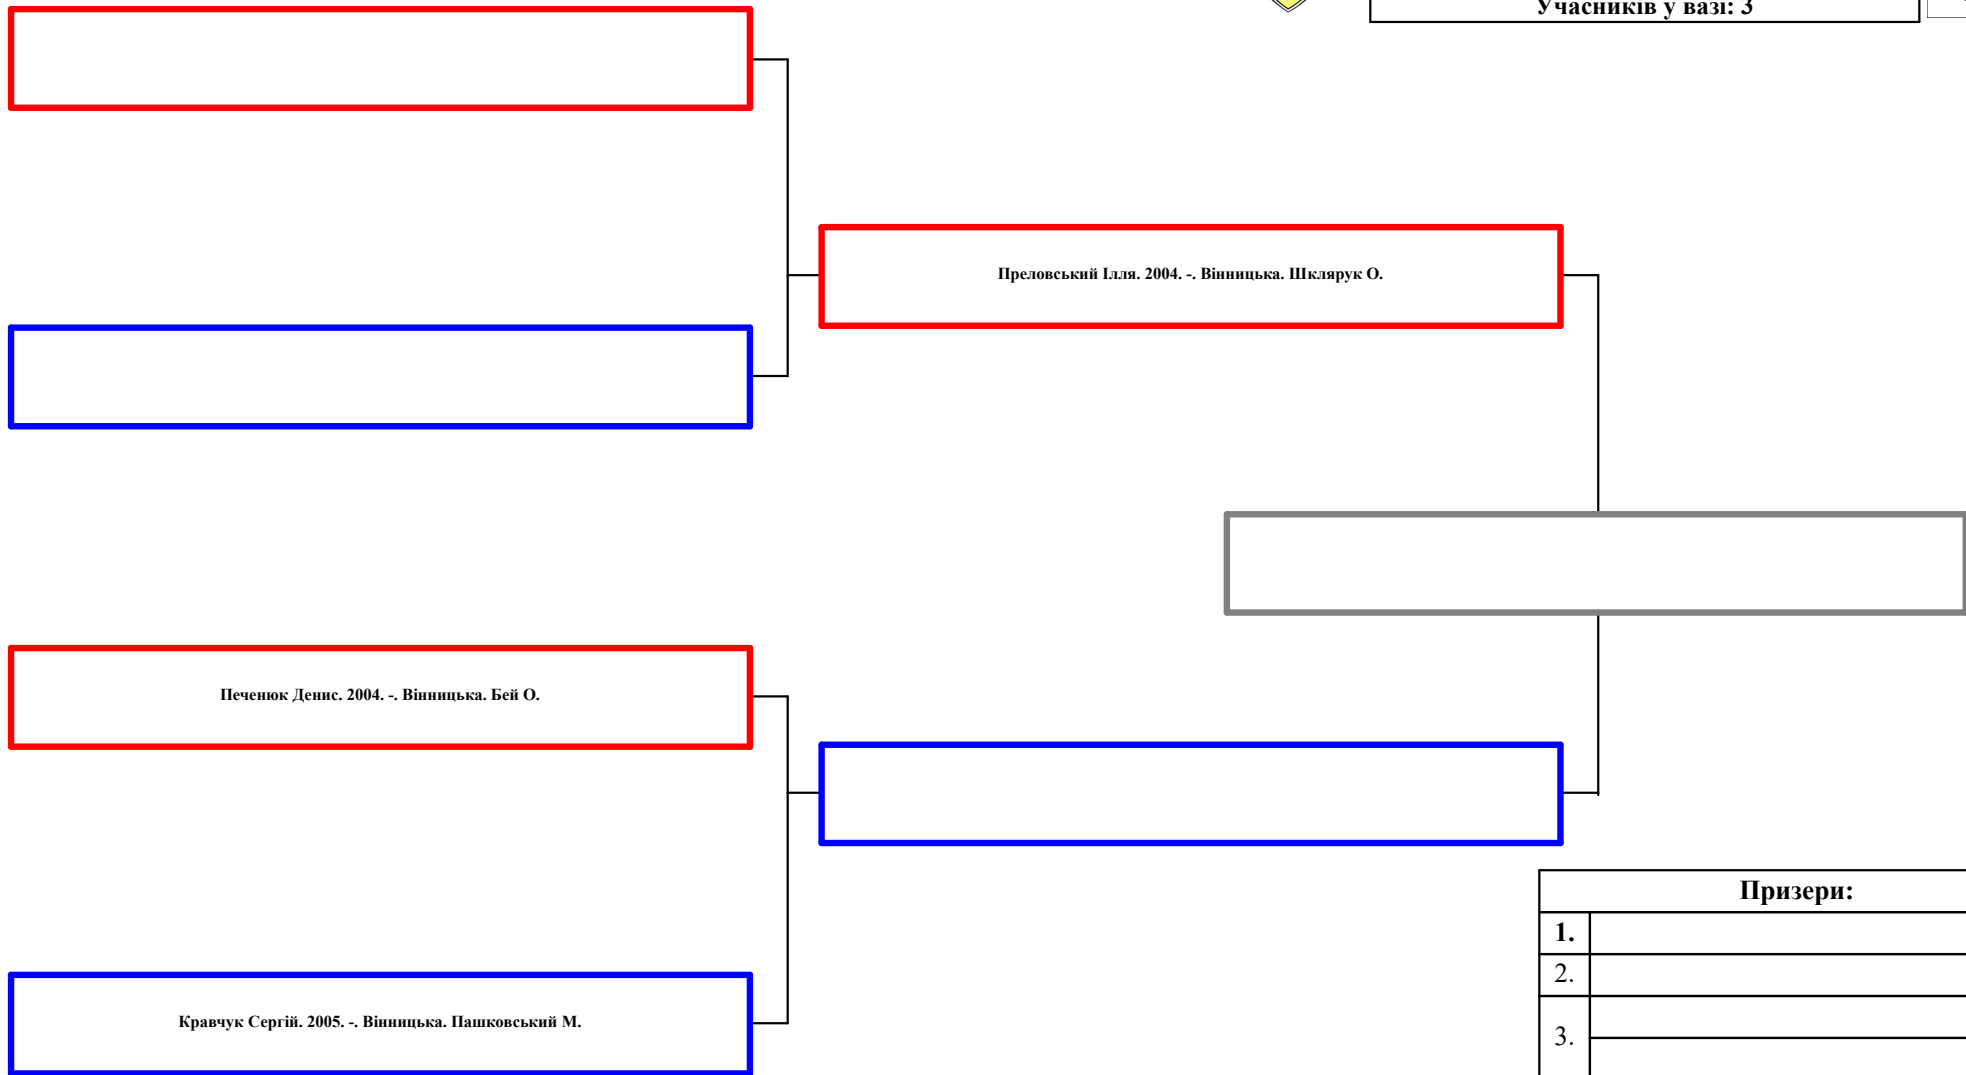 Учасників у вазі: 3
Преловський Ілля. 2004. -. Вінницька. Шклярук О.
Печенюк Денис. 2004. -. Вінницька. Бей О.
Кравчук Сергій. 2005. -. Вінницька. Пашковський М.
Призери:
1.
2.
3.